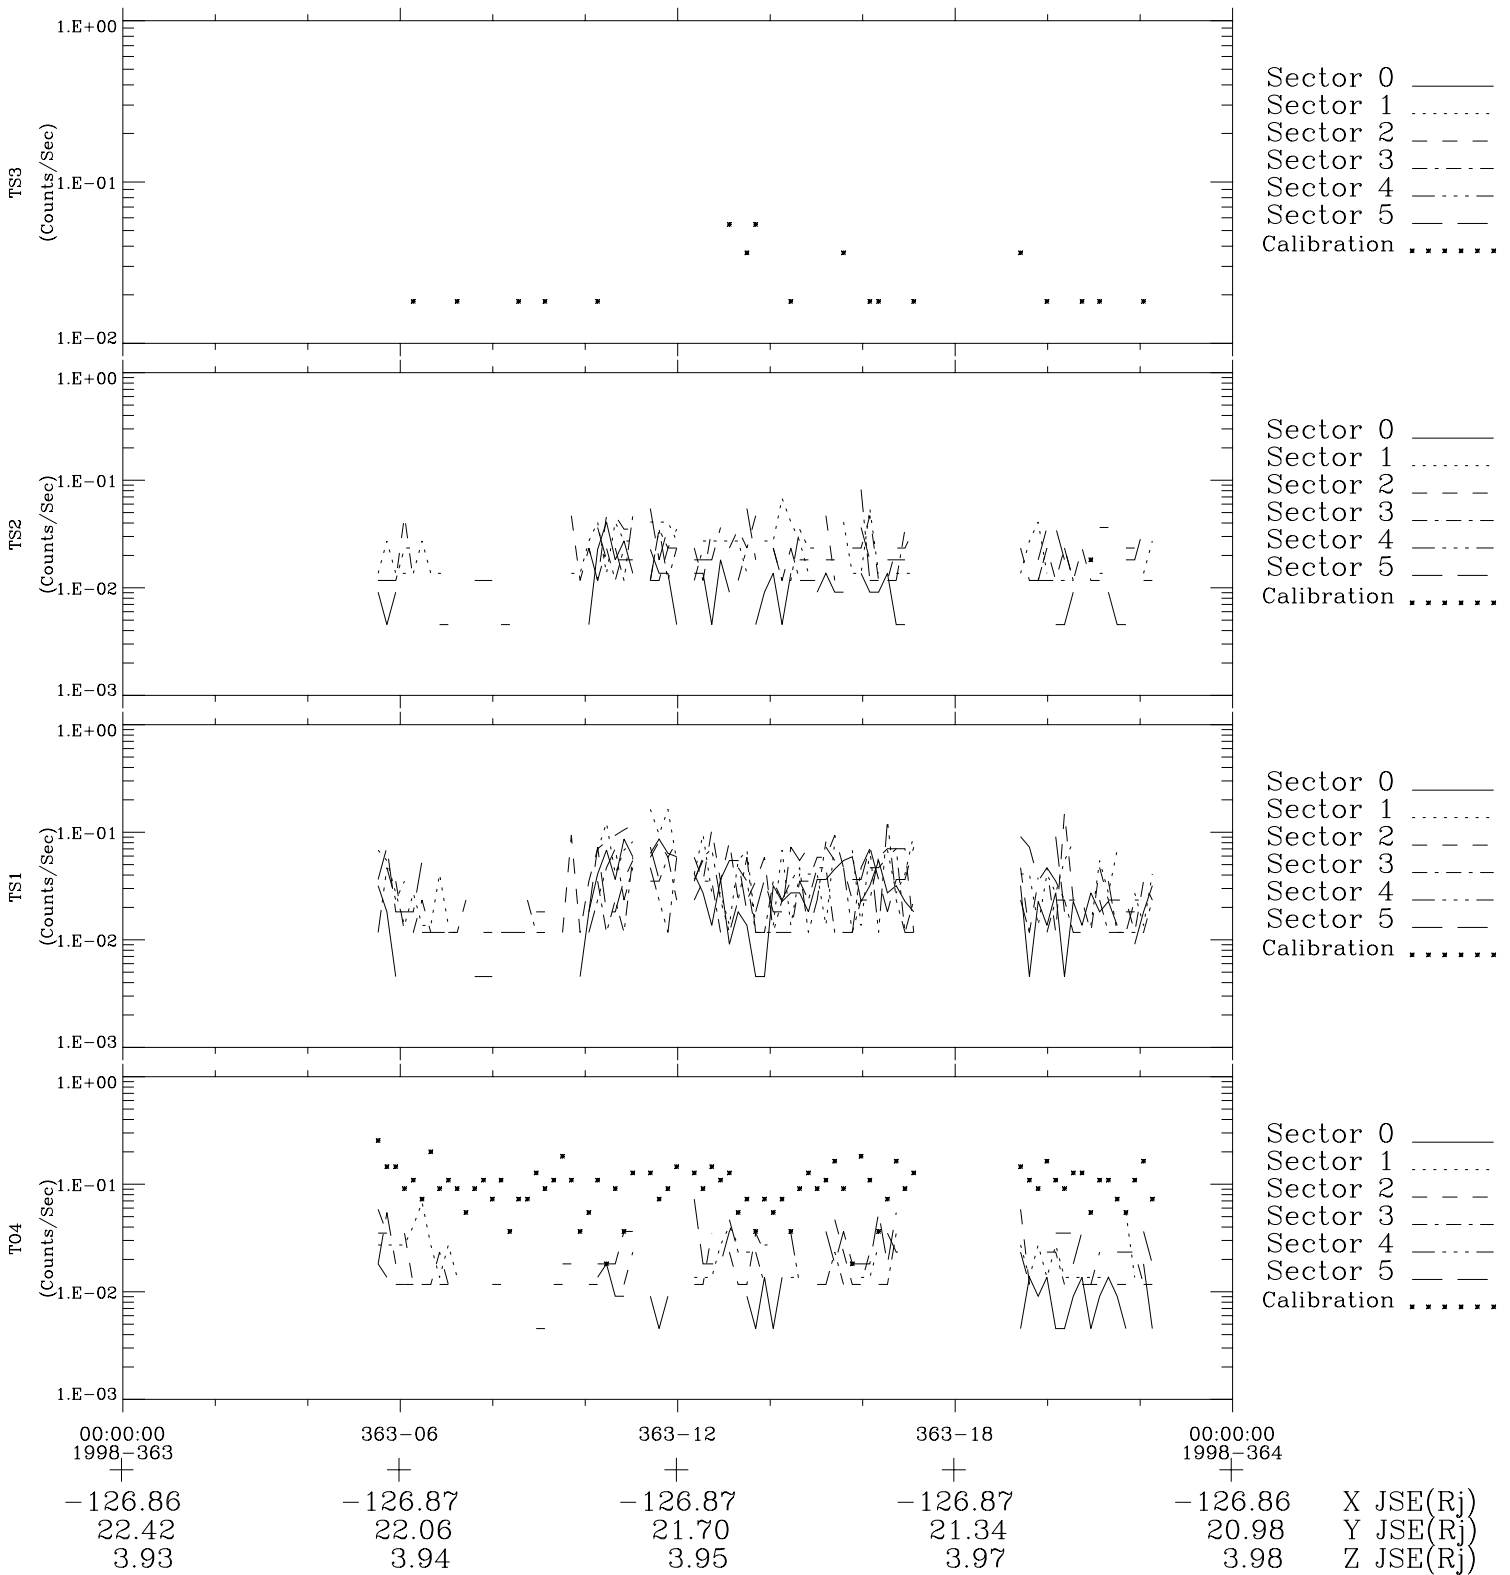 1.E+00
1.E-01
1.E-02
TS3
(Counts/Sec)
Sector 0
Sector 1
Sector 2
Sector 3
Sector 4
Sector 5
Calibration
1.E+00
1.E-01
1.E-02
1.E-03
TS2
(Counts/Sec)
Sector 0
Sector 1
Sector 2
Sector 3
Sector 4
Sector 5
Calibration
1.E+00
1.E-01
1.E-02
1.E-03
TS1
(Counts/Sec)
Sector 0
Sector 1
Sector 2
Sector 3
Sector 4
Sector 5
Calibration
1.E+00
1.E-01
1.E-02
1.E-03
TO4
(Counts/Sec)
Sector 0
Sector 1
Sector 2
Sector 3
Sector 4
Sector 5
Calibration
00:00:00 363-06 363-12 363-18 00:00:00
1998-363 1998-364
-126.86 -126.87 -126.87 -126.87 -126.86 X JSE(Rj)
22.42 22.06 21.70 21.34 20.98 Y JSE(Rj)
3.93 3.94 3.95 3.97 3.98 Z JSE(Rj)